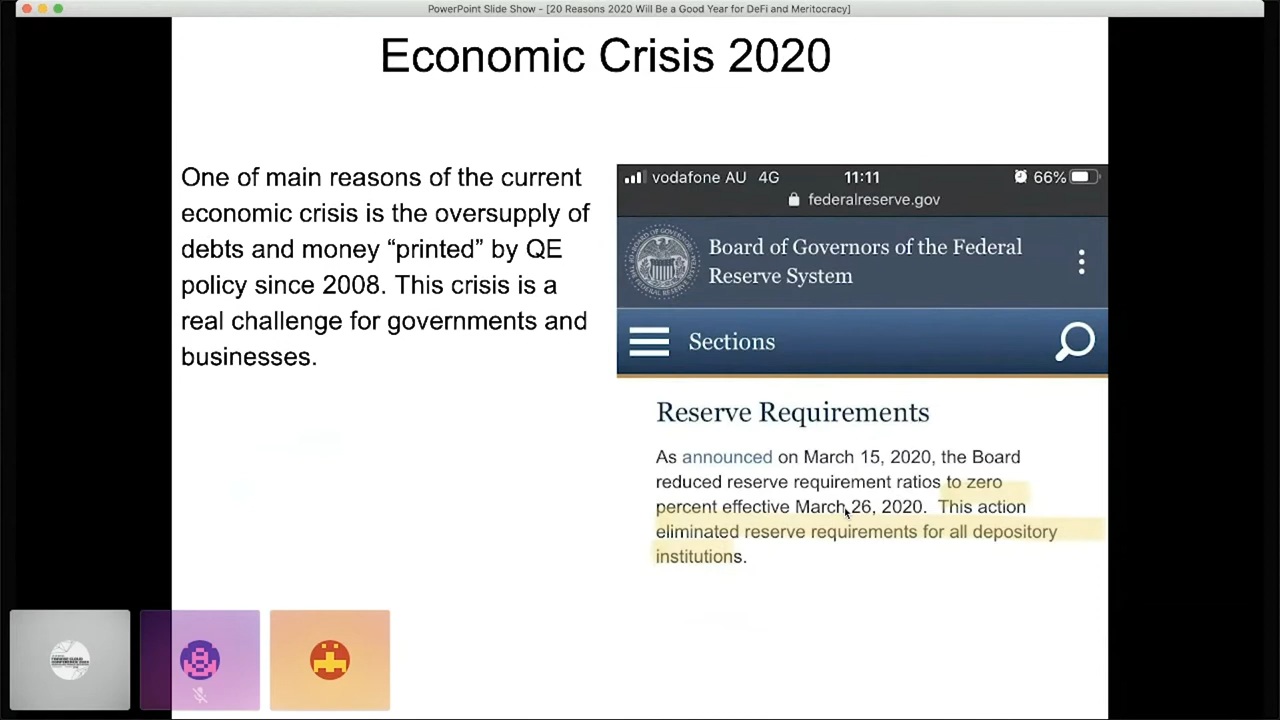 PowerPoint Slide Show - [20 Reasons 2020 Will Be a Good Year for DeFi and Meritocracy]
Economic Crisis 2020
One of main reasons of the current
economic crisis is the oversupply of
debts and money “printed” by QE
policy since 2008. This crisis is a
real challenge for governments and
businesses.
vodafone AU 4G 11:11 66%
federalreserve.gov
Board of Governors of the Federal
Reserve System
Sections
Reserve Requirements
As announced on March 15, 2020, the Board
reduced reserve requirement ratios to zero
percent effective March 26, 2020. This action
eliminated reserve requirements for all depository
institutions.